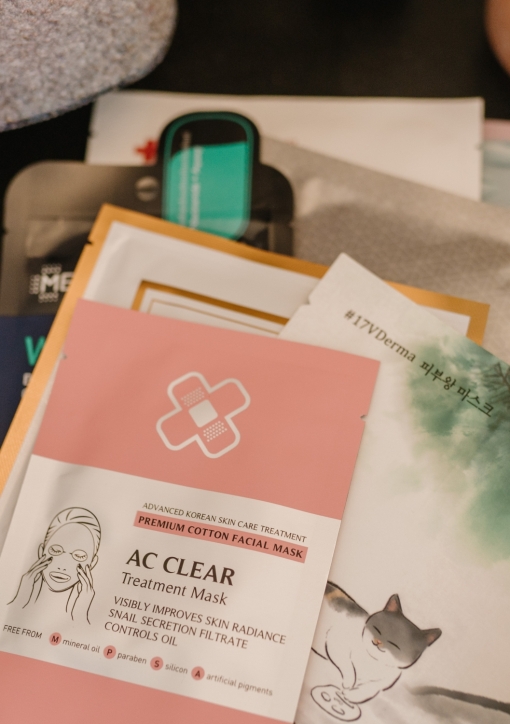 ME
W
#17VDerma 피부왕 마스크
ADVANCED KOREAN SKIN CARE TREATMENT
PREMIUM COTTON FACIAL MASK
AC CLEAR
Treatment Mask
VISIBLY IMPROVES SKIN RADIANCE
SNAIL SECRETION FILTRATE
CONTROLS OIL
FREE FROM M mineral oil P paraben S silicon A artificial pigments